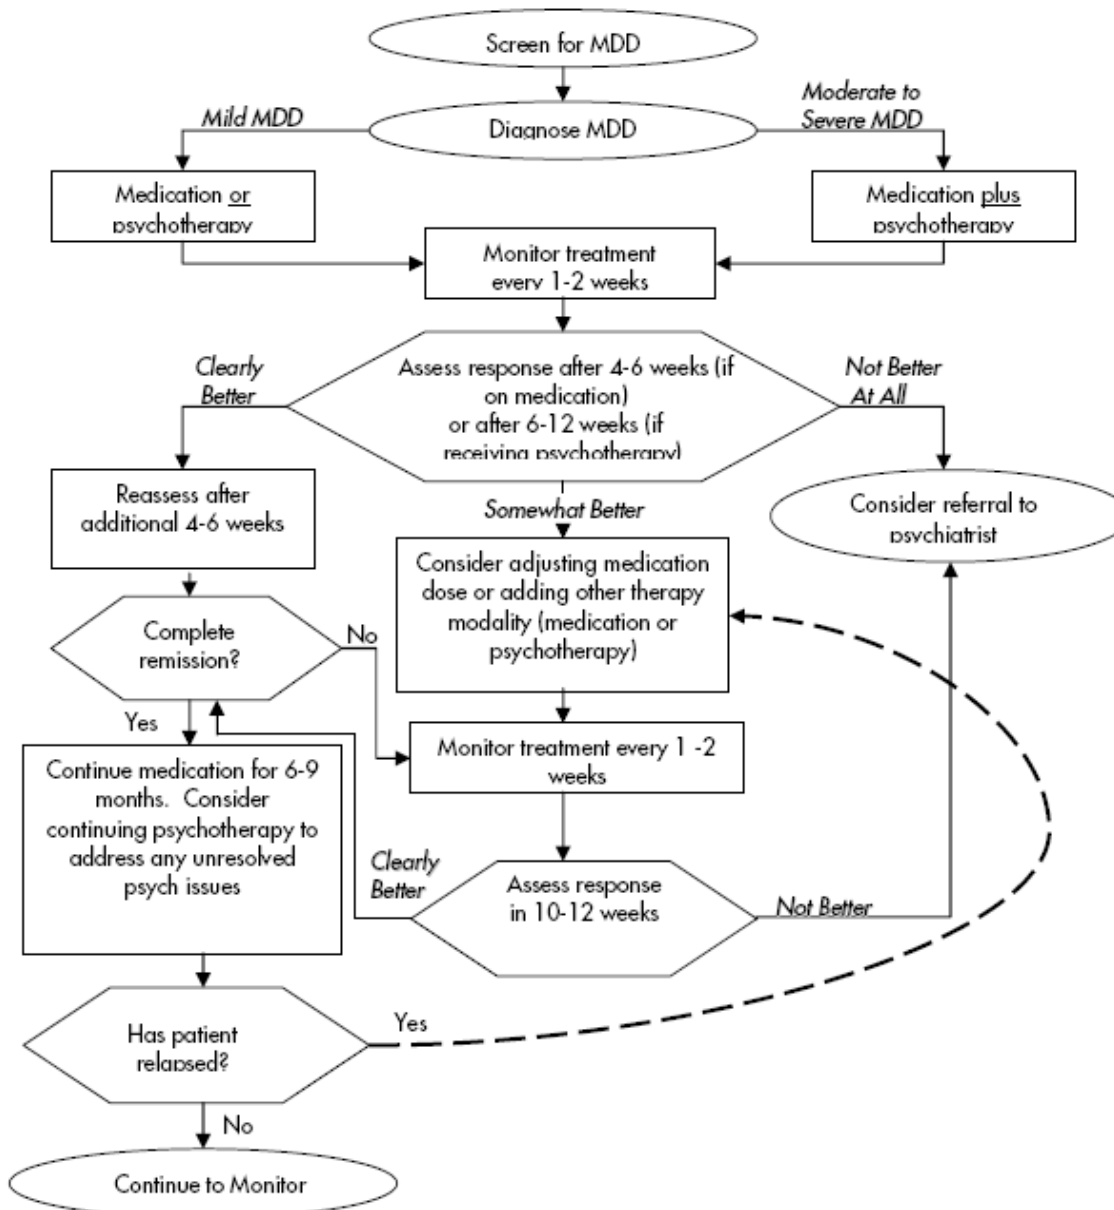 Screen for MDD
Mild MDD
Diagnose MDD
Moderate to
Severe MDD
Medication or
psychotherapy
Medication plus
psychotherapy
Monitor treatment
every 1-2 weeks
Clearly
Better
Assess response after 4-6 weeks (if
on medication)
or after 6-12 weeks (if
receiving psychotherapy)
Not Better
At All
Reassess after
additional 4-6 weeks
Somewhat Better
Consider referral to
psychiatrist
Consider adjusting medication
dose or adding other therapy
modality (medication or
psychotherapy)
Complete
remission?
No
Yes
Monitor treatment every 1 -2
weeks
Continue medication for 6-9
months. Consider
continuing psychotherapy to
address any unresolved
psych issues
Clearly
Better
Assess response
in 10-12 weeks
Not Better
Has patient
relapsed?
Yes
No
Continue to Monitor